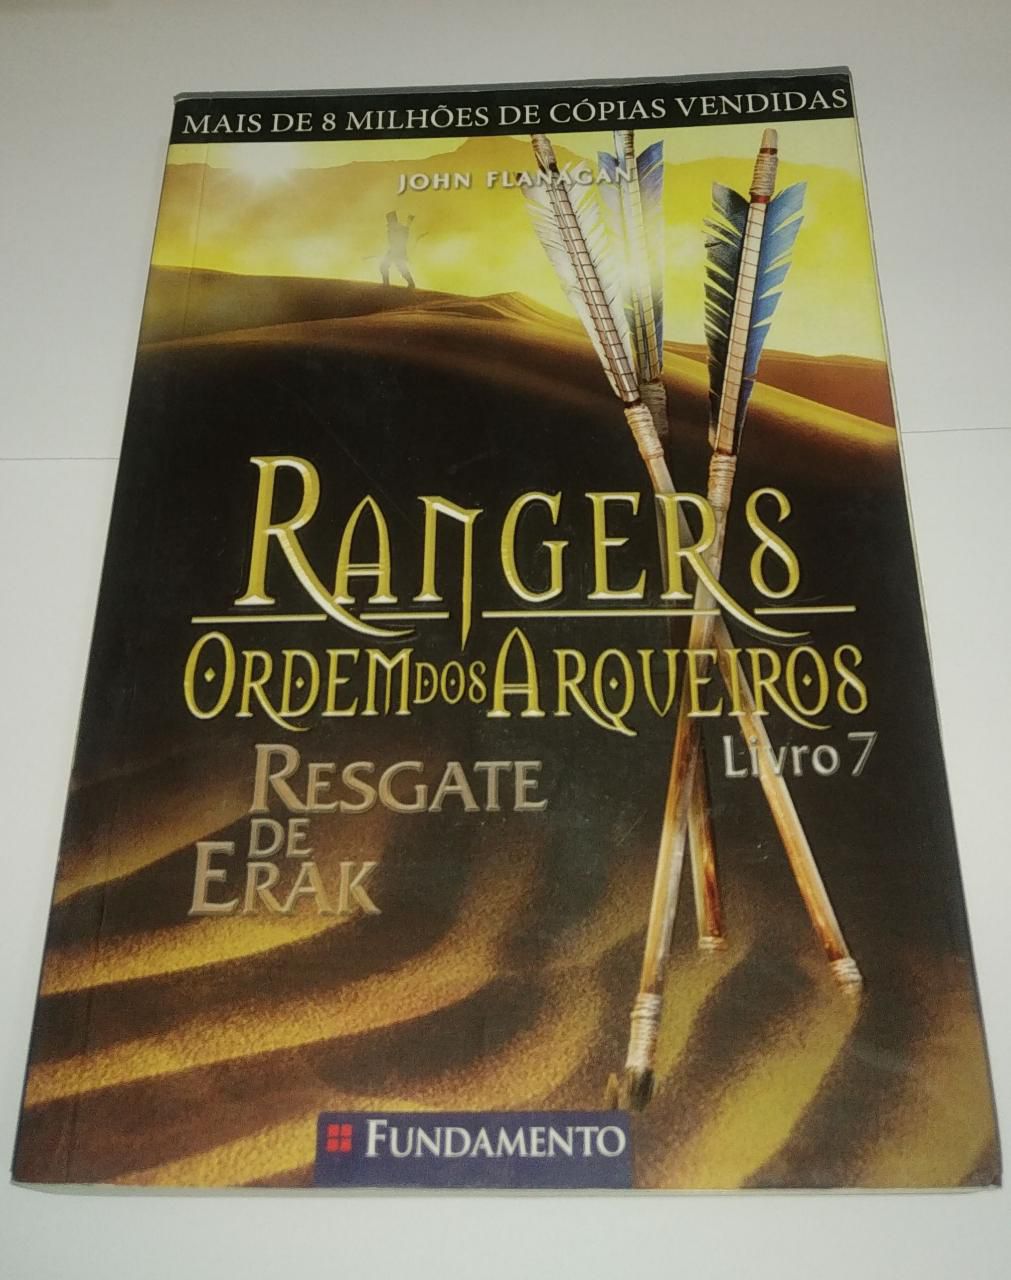 MAIS DE 8 MILHÕES DE CÓPIAS VENDIDAS
JOHN FLANAGAN
RANGERS
ORDEM DOS ARQUEIROS
Livro 7
RESGATE
DE
ERAK
FUNDAMENTO